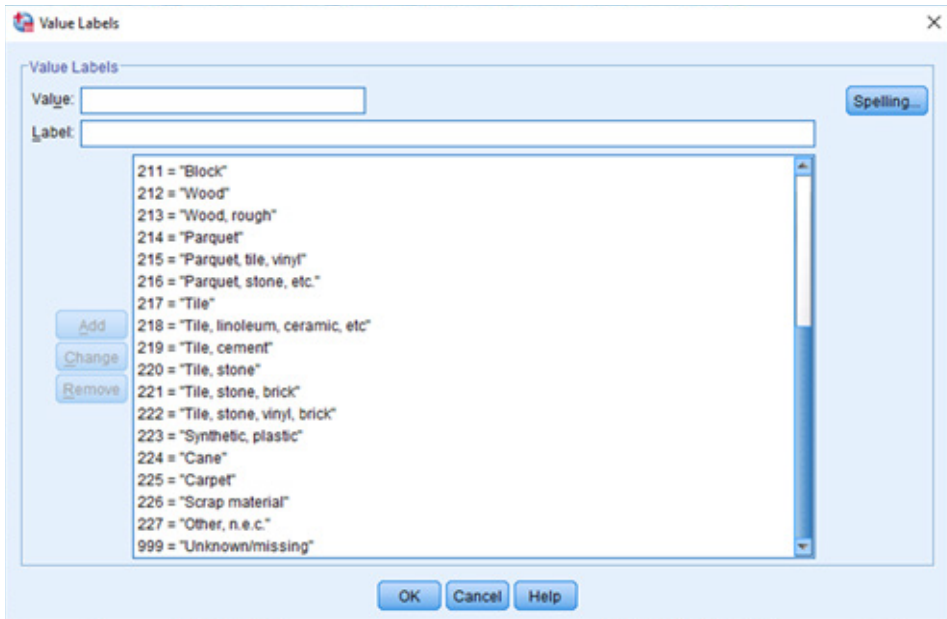 Value Labels
Value Labels
Value:
Spelling...
Label:
211 = "Block"
212 = "Wood"
213 = "Wood, rough"
214 = "Parquet"
215 = "Parquet, tile, vinyl"
216 = "Parquet, stone, etc."
217 = "Tile"
218 = "Tile, linoleum, ceramic, etc"
219 = "Tile, cement"
220 = "Tile, stone"
221 = "Tile, stone, brick"
222 = "Tile, stone, vinyl, brick"
223 = "Synthetic, plastic"
224 = "Cane"
225 = "Carpet"
226 = "Scrap material"
227 = "Other, n.e.c."
999 = "Unknown/missing"
Add
Change
Remove
OK Cancel Help